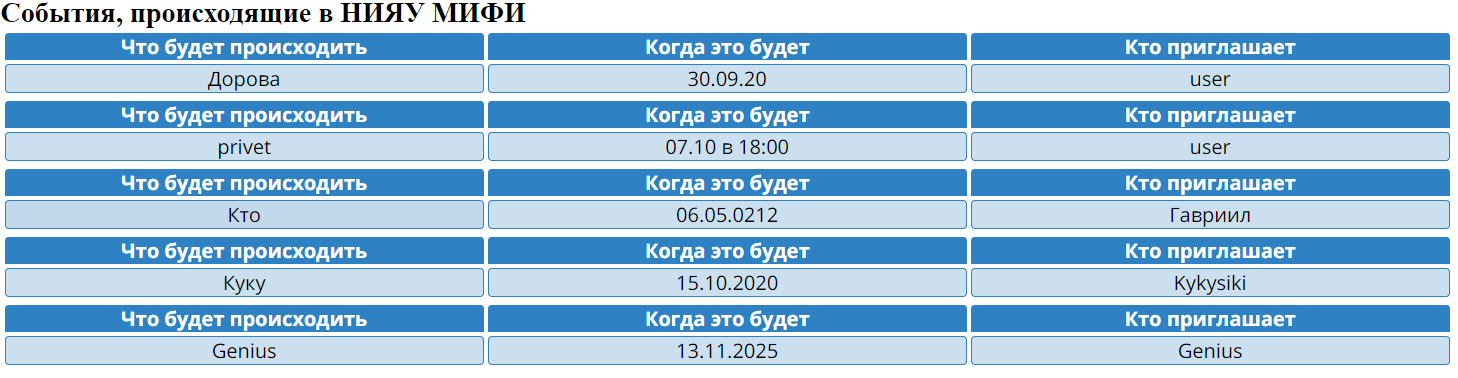 События, происходящие в НИЯУ МИФИ
Что будет происходить Когда это будет Кто приглашает
Дорова 30.09.20 user
Что будет происходить Когда это будет Кто приглашает
privet 07.10 в 18:00 user
Что будет происходить Когда это будет Кто приглашает
Кто 06.05.0212 Гавриил
Что будет происходить Когда это будет Кто приглашает
Куку 15.10.2020 Kykysiki
Что будет происходить Когда это будет Кто приглашает
Genius 13.11.2025 Genius